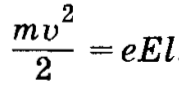 mv²/2 = eEl.